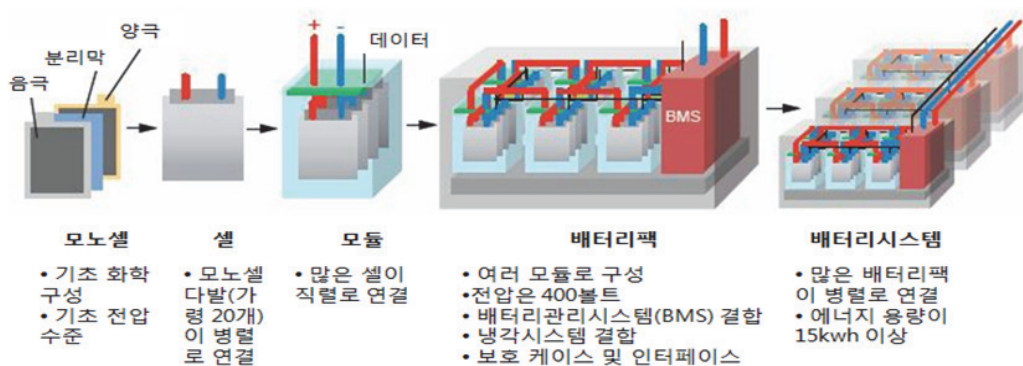 양극
분리막
음극
+ -
데이터
BMS
모노셀
• 기초 화학
구성
• 기초 전압
수준
셀
• 모노셀
다발(가
령 20개)
이 병렬
로 연결
모듈
• 많은 셀이
직렬로 연결
배터리팩
• 여러 모듈로 구성
•전압은 400볼트
• 배터리관리시스템(BMS) 결합
• 냉각시스템 결합
• 보호 케이스 및 인터페이스
배터리시스템
• 많은 배터리팩
이 병렬로 연결
• 에너지 용량이
15kwh 이상